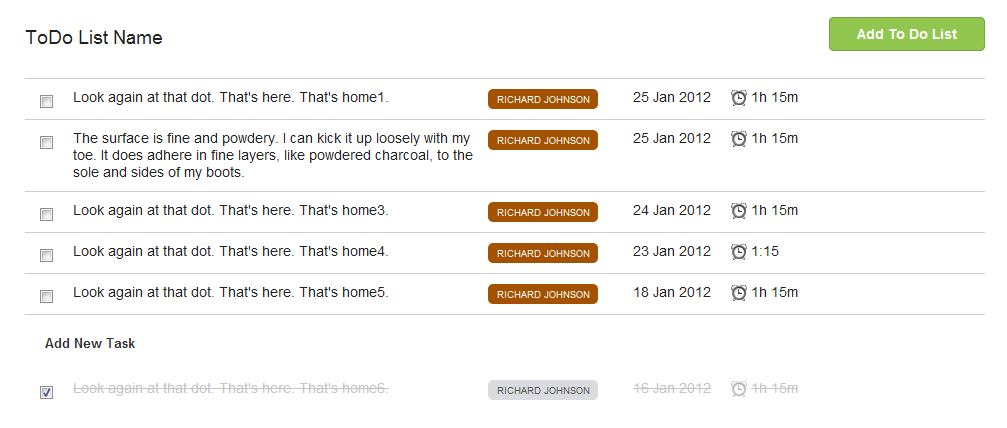 ToDo List Name
Add To Do List
Look again at that dot. That's here. That's home1. RICHARD JOHNSON 25 Jan 2012 1h 15m
The surface is fine and powdery. I can kick it up loosely with my RICHARD JOHNSON 25 Jan 2012 1h 15m
toe. It does adhere in fine layers, like powdered charcoal, to the
sole and sides of my boots.
Look again at that dot. That's here. That's home3. RICHARD JOHNSON 24 Jan 2012 1h 15m
Look again at that dot. That's here. That's home4. RICHARD JOHNSON 23 Jan 2012 1:15
Look again at that dot. That's here. That's home5. RICHARD JOHNSON 18 Jan 2012 1h 15m
Add New Task
Look again at that dot. That's here. That's home6. RICHARD JOHNSON 16 Jan 2012 1h 15m